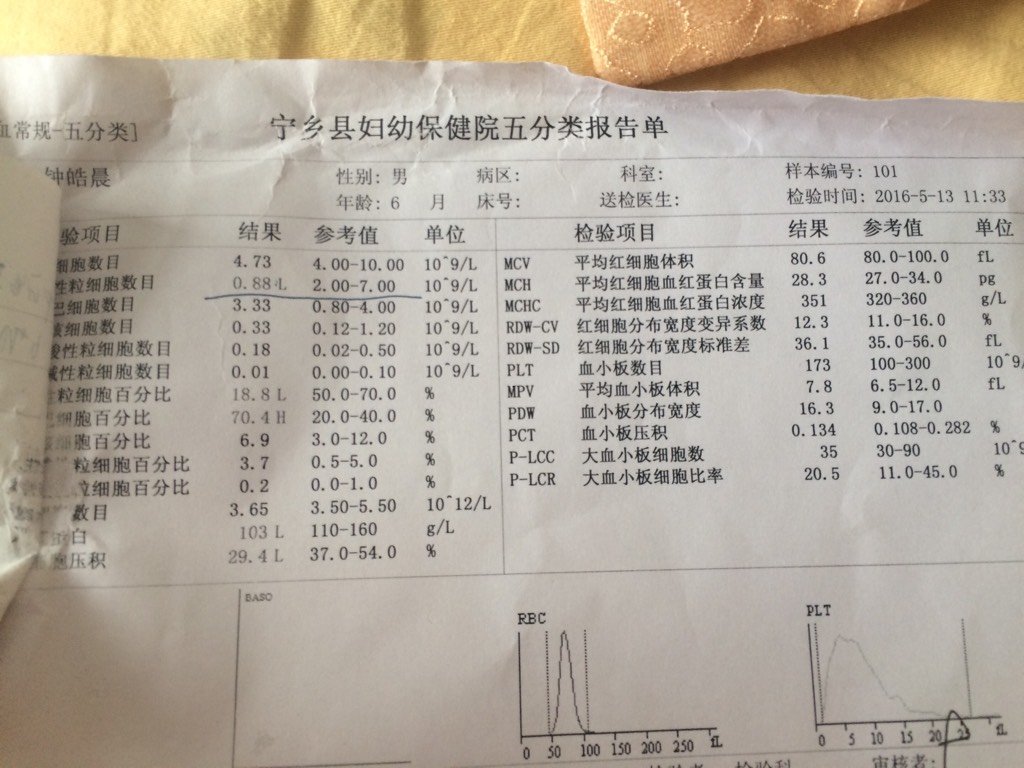 血常规-五分类]
宁乡县妇幼保健院五分类报告单
钟皓晨 性别: 男 病区: 科室: 样本编号: 101
年龄: 6 月 床号: 送检医生: 检验时间: 2016-5-13 11:33
验项目 结果 参考值 单位 检验项目 结果 参考值 单位
细胞数目 4.73 4.00-10.00 10^9/L MCV 平均红细胞体积 80.6 80.0-100.0 fL
性粒细胞数目 0.88 L 2.00-7.00 10^9/L MCH 平均红细胞血红蛋白含量 28.3 27.0-34.0 pg
巴细胞数目 3.33 0.80-4.00 10^9/L MCHC 平均红细胞血红蛋白浓度 351 320-360 g/L
核细胞数目 0.33 0.12-1.20 10^9/L RDW-CV 红细胞分布宽度变异系数 12.3 11.0-16.0 %
酸性粒细胞数目 0.18 0.02-0.50 10^9/L RDW-SD 红细胞分布宽度标准差 36.1 35.0-56.0 fL
碱性粒细胞数目 0.01 0.00-0.10 10^9/L PLT 血小板数目 173 100-300 10^9/
粒细胞百分比 18.8 L 50.0-70.0 % MPV 平均血小板体积 7.8 6.5-12.0 fL
细胞百分比 70.4 H 20.0-40.0 % PDW 血小板分布宽度 16.3 9.0-17.0
细胞百分比 6.9 3.0-12.0 % PCT 血小板压积 0.134 0.108-0.282 %
粒细胞百分比 3.7 0.5-5.0 % P-LCC 大血小板细胞数 35 30-90 10^9
粒细胞百分比 0.2 0.0-1.0 % P-LCR 大血小板细胞比率 20.5 11.0-45.0 %
数目 3.65 3.50-5.50 10^12/L
蛋白 103 L 110-160 g/L
胞压积 29.4 L 37.0-54.0 %
BASO
RBC
PLT
0 50 100 150 200 250 fL
0 5 10 15 20 25 fL
检验者: 检验科 审核者: